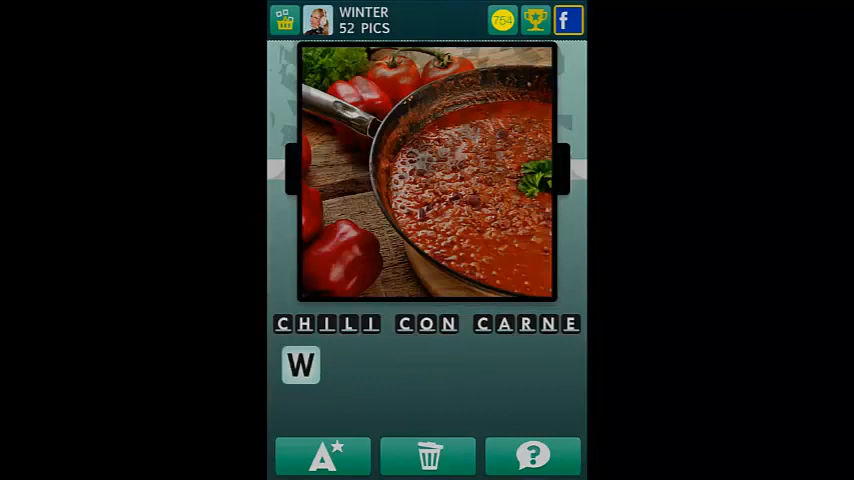 WINTER
52 PICS
754
f
CHILI CON CARNE
W
A
?